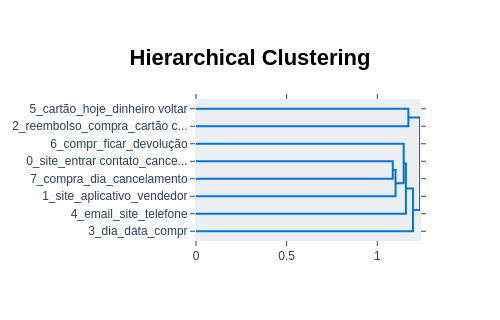 Hierarchical Clustering
5_cartão_hoje_dinheiro voltar
2_reembolso_compra_cartão c...
6_compr_ficar_devolução
0_site_entrar contato_cance...
7_compra_dia_cancelamento
1_site_aplicativo_vendedor
4_email_site_telefone
3_dia_data_compr
0 0.5 1